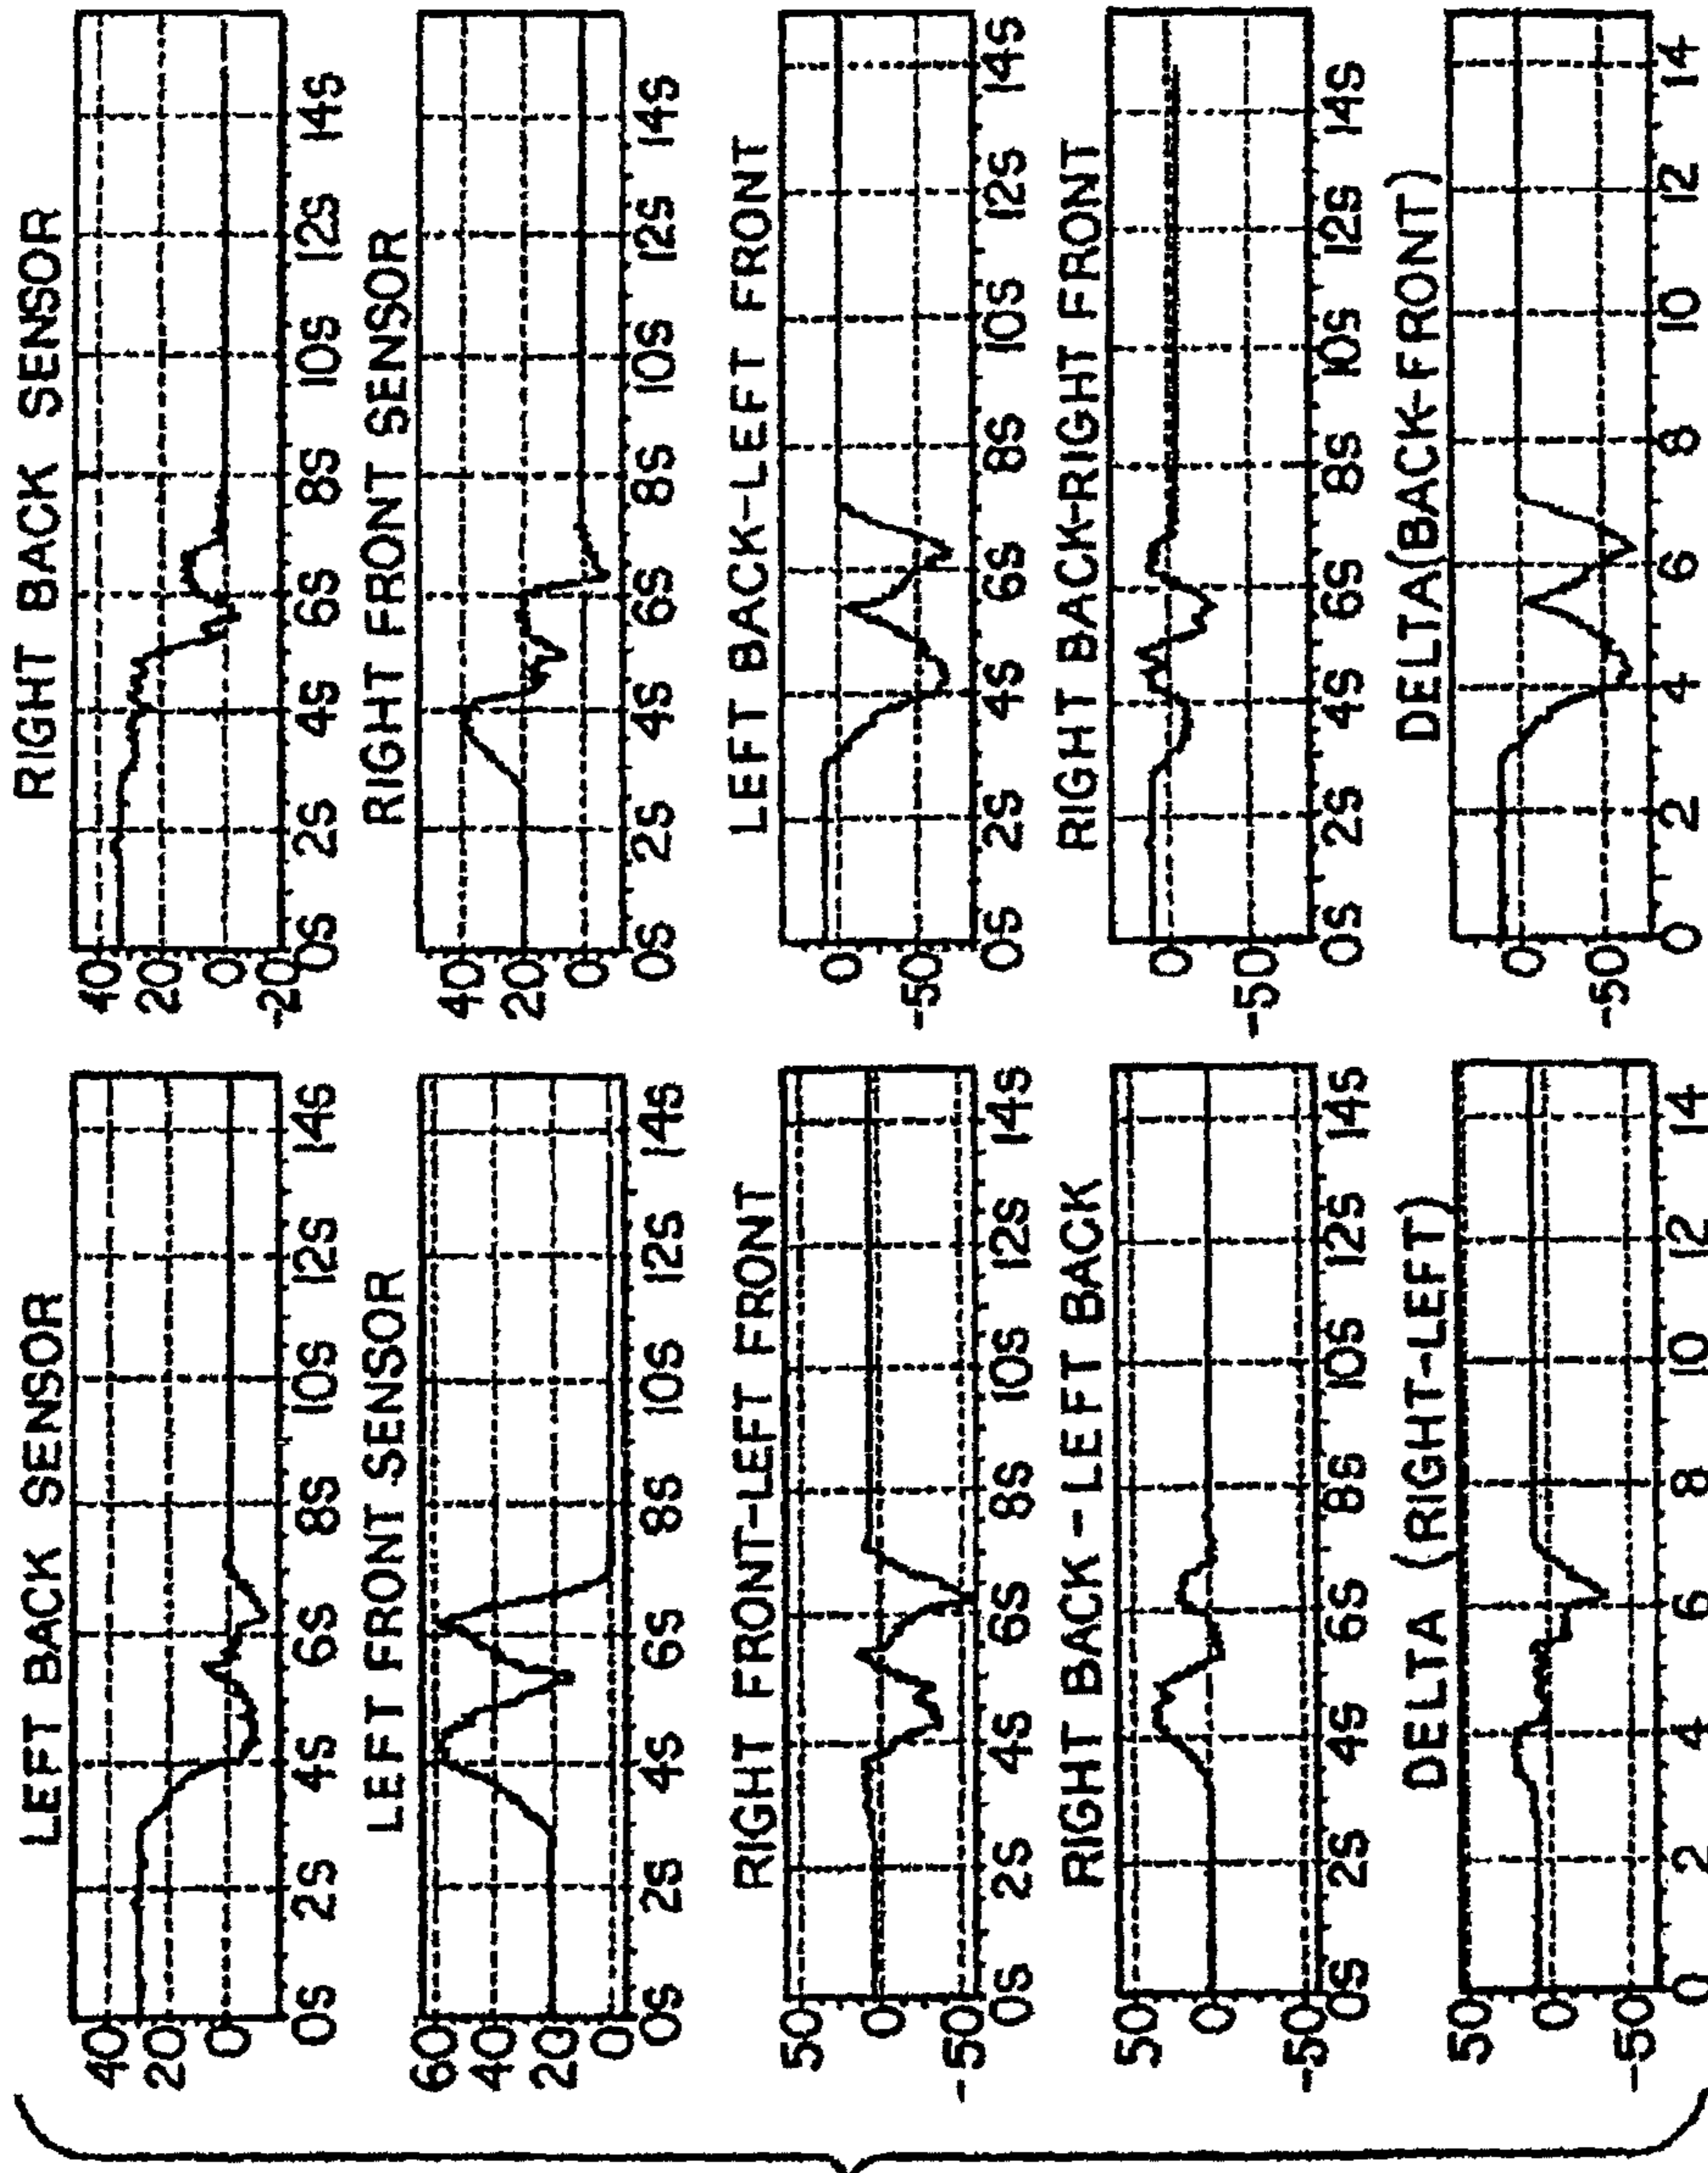 LEFT BACK SENSOR
40
20
0
0S 2S 4S 6S 8S 10S 12S 14S
RIGHT BACK SENSOR
40
20
0
-20
0S 2S 4S 6S 8S 10S 12S 14S
LEFT FRONT SENSOR
60
40
20
0
0S 2S 4S 6S 8S 10S 12S 14S
RIGHT FRONT SENSOR
40
20
0
0S 2S 4S 6S 8S 10S 12S 14S
RIGHT FRONT-LEFT FRONT
50
0
-50
0S 2S 4S 6S 8S 10S 12S 14S
LEFT BACK-LEFT FRONT
0
-50
0S 2S 4S 6S 8S 10S 12S 14S
RIGHT BACK - LEFT BACK
50
0
-50
0S 2S 4S 6S 8S 10S 12S 14S
RIGHT BACK-RIGHT FRONT
0
-50
0S 2S 4S 6S 8S 10S 12S 14S
DELTA (RIGHT-LEFT)
50
0
-50
0 2 4 6 8 10 12 14
DELTA(BACK-FRONT)
0
-50
0 2 4 6 8 10 12 14